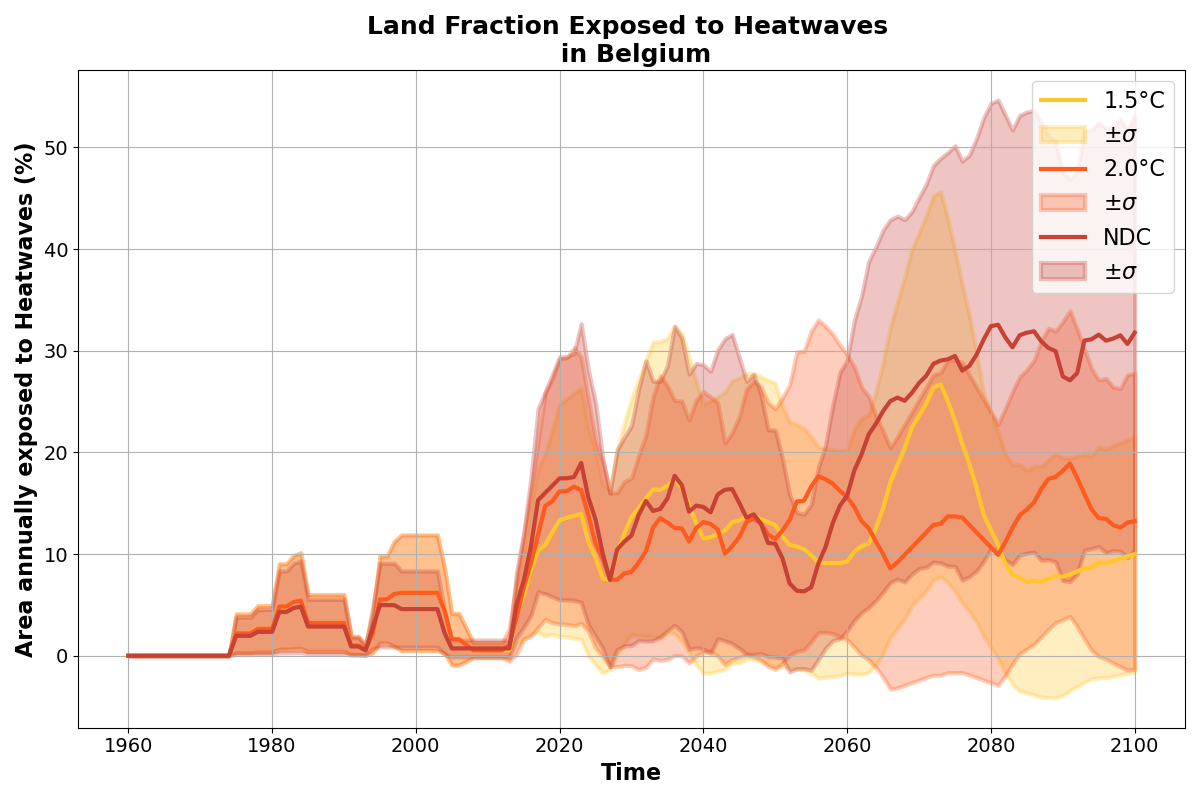 Land Fraction Exposed to Heatwaves
in Belgium
Area annually exposed to Heatwaves (%)
50
40
30
20
10
0
1960
1980
2000
2020
2040
2060
2080
2100
Time
1.5°C
±σ
2.0°C
±σ
NDC
±σ